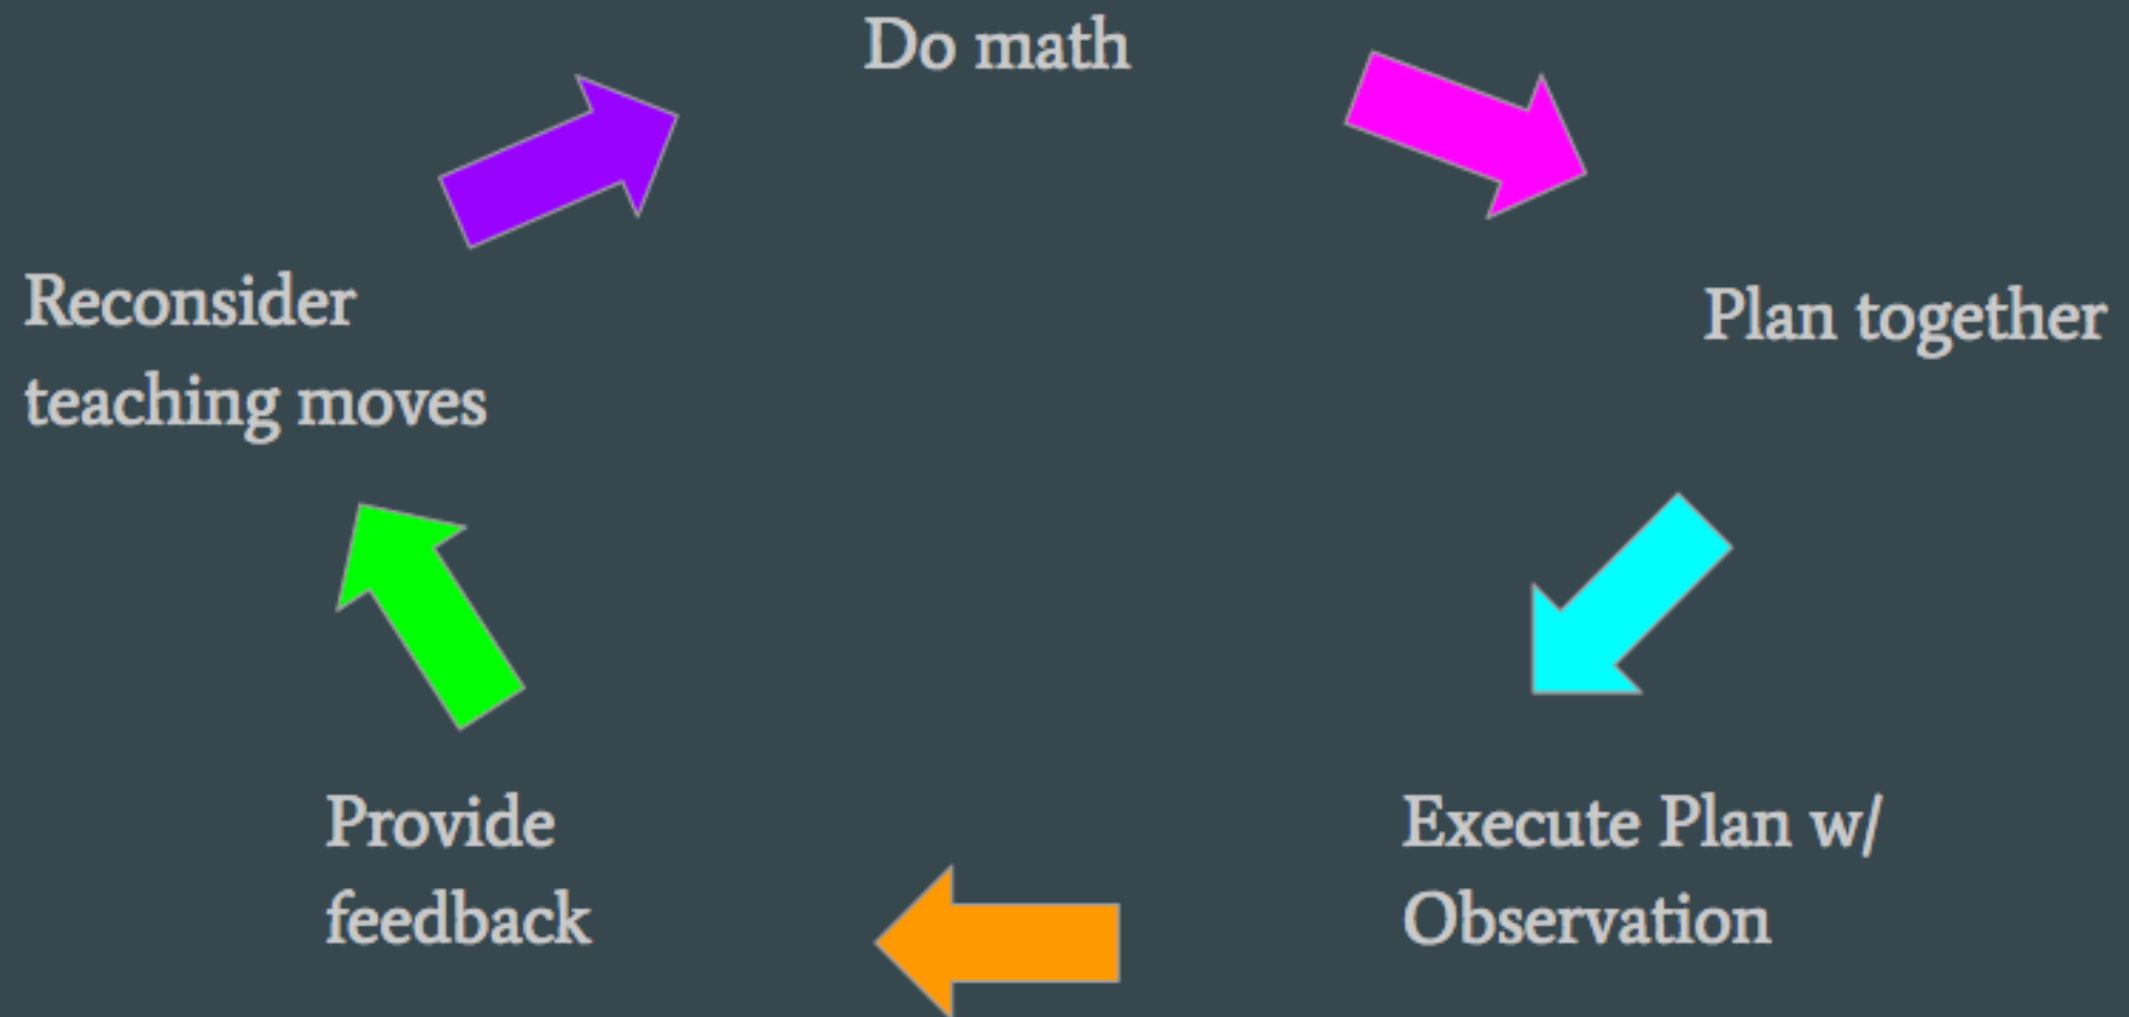 Do math
Plan together
Execute Plan w/
Observation
Provide
feedback
Reconsider
teaching moves